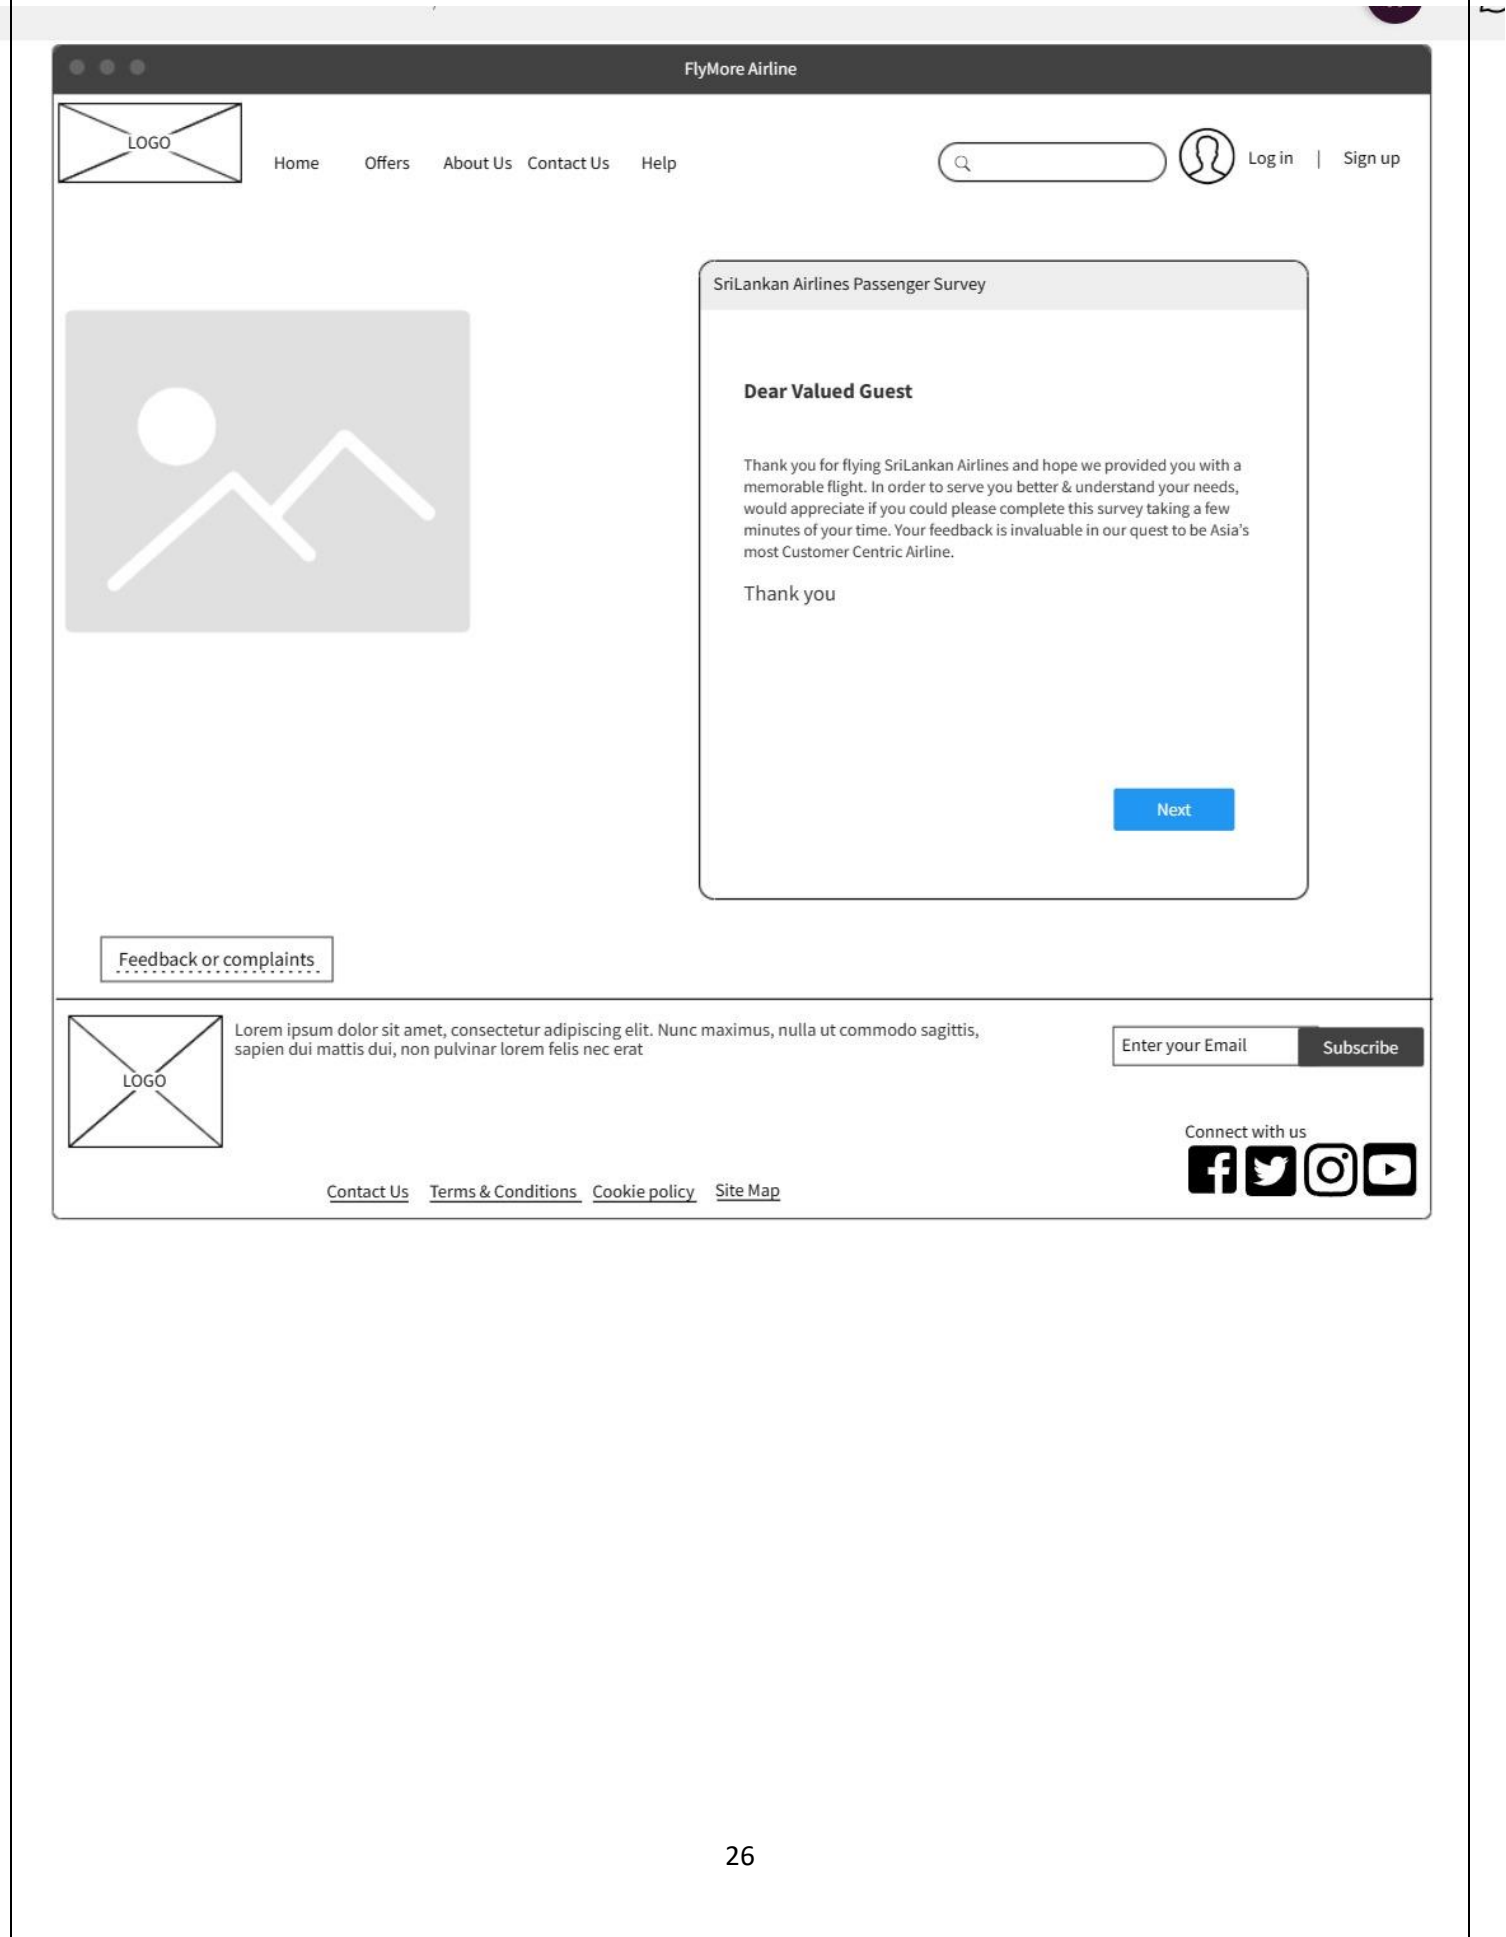 FlyMore Airline
LOGO
Home Offers About Us Contact Us Help
Log in | Sign up
SriLankan Airlines Passenger Survey
Dear Valued Guest
Thank you for flying SriLankan Airlines and hope we provided you with a
memorable flight. In order to serve you better & understand your needs,
would appreciate if you could please complete this survey taking a few
minutes of your time. Your feedback is invaluable in our quest to be Asia's
most Customer Centric Airline.
Thank you
Next
Feedback or complaints
LOGO
Lorem ipsum dolor sit amet, consectetur adipiscing elit. Nunc maximus, nulla ut commodo sagittis,
sapien dui mattis dui, non pulvinar lorem felis nec erat
Enter your Email Subscribe
Connect with us
Contact Us Terms & Conditions Cookie policy Site Map
26